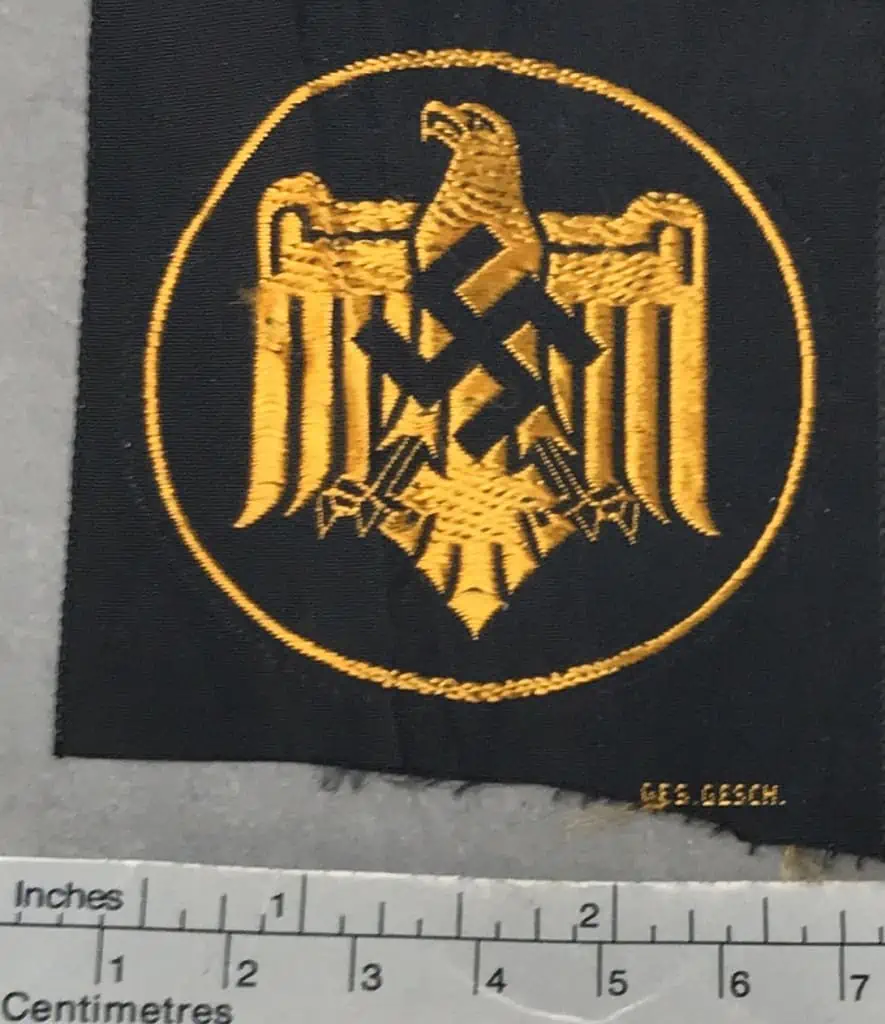 GES.GESCH.
Inches 1 2
1 2 3 4 5 6 7
Centimetres